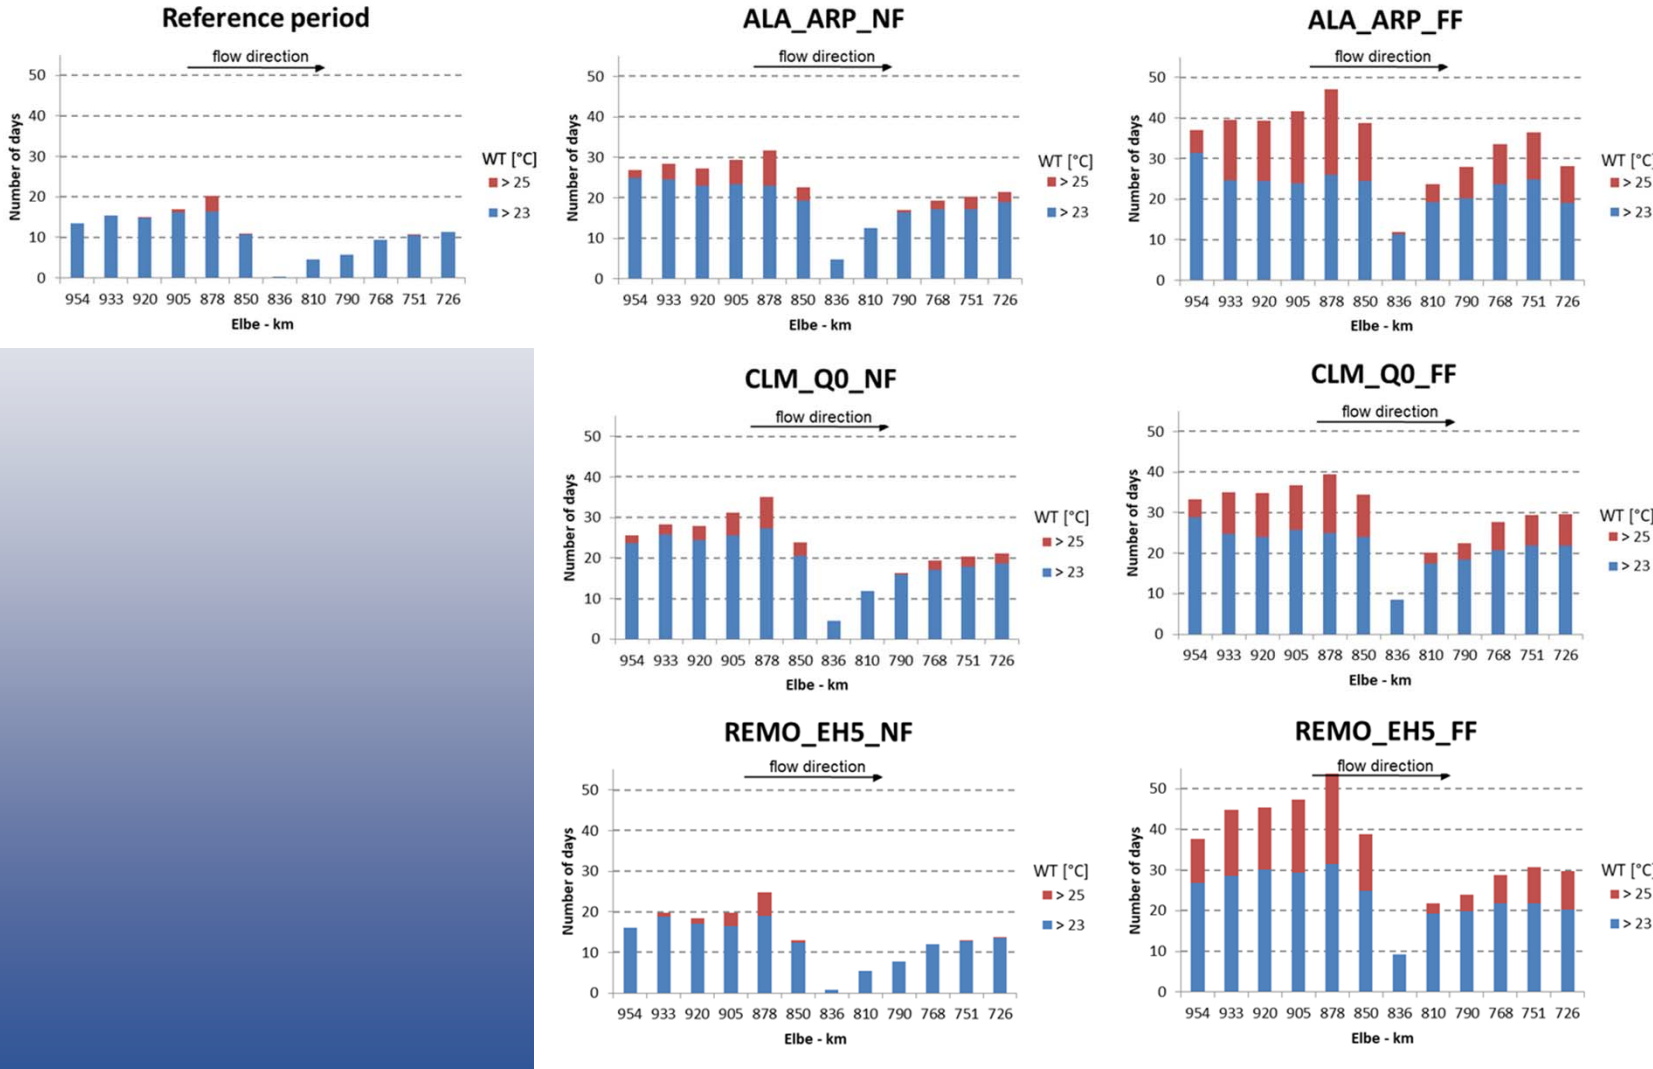 Reference period
flow direction
Number of days
50
40
30
20
10
0
954 933 920 905 878 850 836 810 790 768 751 726
Elbe - km
WT [°C]
> 25
> 23
ALA_ARP_NF
flow direction
Number of days
50
40
30
20
10
0
954 933 920 905 878 850 836 810 790 768 751 726
Elbe - km
WT [°C]
> 25
> 23
ALA_ARP_FF
flow direction
Number of days
50
40
30
20
10
0
954 933 920 905 878 850 836 810 790 768 751 726
Elbe - km
WT [°C]
> 25
> 23
CLM_Q0_NF
flow direction
Number of days
50
40
30
20
10
0
954 933 920 905 878 850 836 810 790 768 751 726
Elbe - km
WT [°C]
> 25
> 23
CLM_Q0_FF
flow direction
Number of days
50
40
30
20
10
0
954 933 920 905 878 850 836 810 790 768 751 726
Elbe - km
WT [°C]
> 25
> 23
REMO_EH5_NF
flow direction
Number of days
50
40
30
20
10
0
954 933 920 905 878 850 836 810 790 768 751 726
Elbe - km
WT [°C]
> 25
> 23
REMO_EH5_FF
flow direction
Number of days
50
40
30
20
10
0
954 933 920 905 878 850 836 810 790 768 751 726
Elbe - km
WT [°C]
> 25
> 23